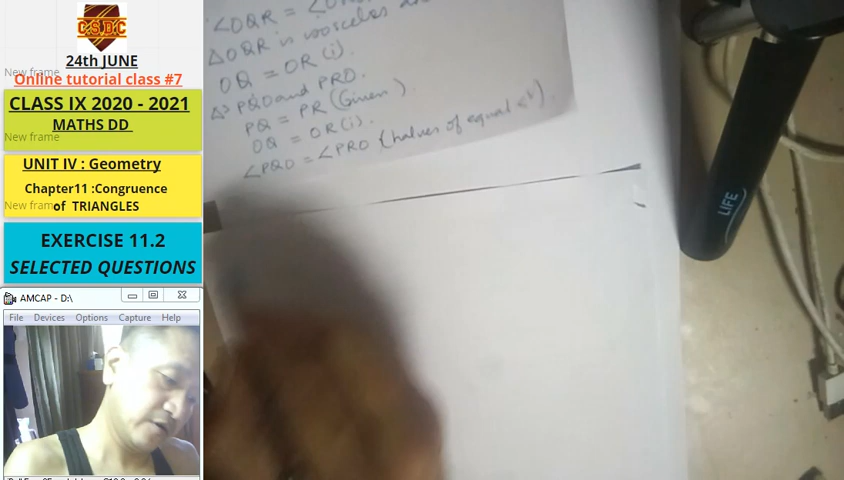 CSDC
24th JUNE
New frame
Online tutorial class #7
CLASS IX 2020 - 2021
MATHS DD
New frame
UNIT IV : Geometry
Chapter11 :Congruence
New frame
of TRIANGLES
EXERCISE 11.2
SELECTED QUESTIONS
AMCAP - D:\
File Devices Options Capture Help
∠OQR =
ΔOQR is isosceles
OQ = OR (i).
Δs PQO and PRO.
PQ = PR (Given)
OQ = OR (i).
∠PQO = ∠PRO (halves of equal ∠s).
LIFE